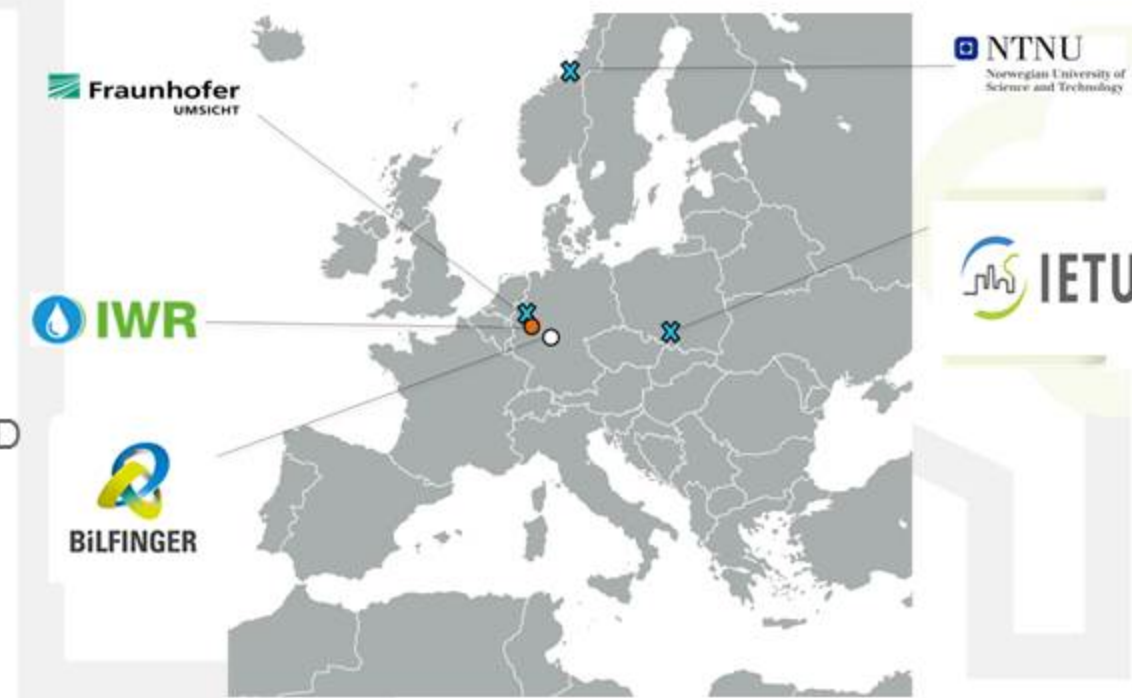 Fraunhofer
UMSICHT
NTNU
Norwegian University of
Science and Technology
IWR
IETU
D
BiLFINGER